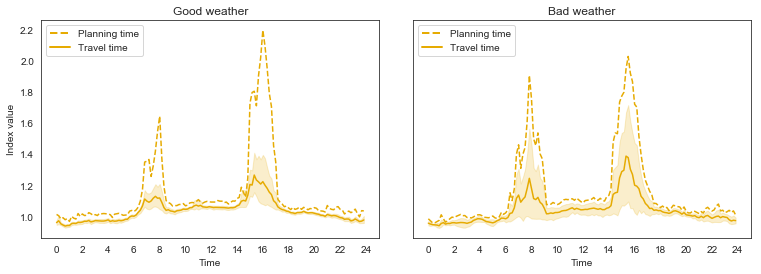 Good weather
Planning time
Travel time
Index value
2.2
2.0
1.8
1.6
1.4
1.2
1.0
0 2 4 6 8 10 12 14 16 18 20 22 24
Time
Bad weather
Planning time
Travel time
0 2 4 6 8 10 12 14 16 18 20 22 24
Time